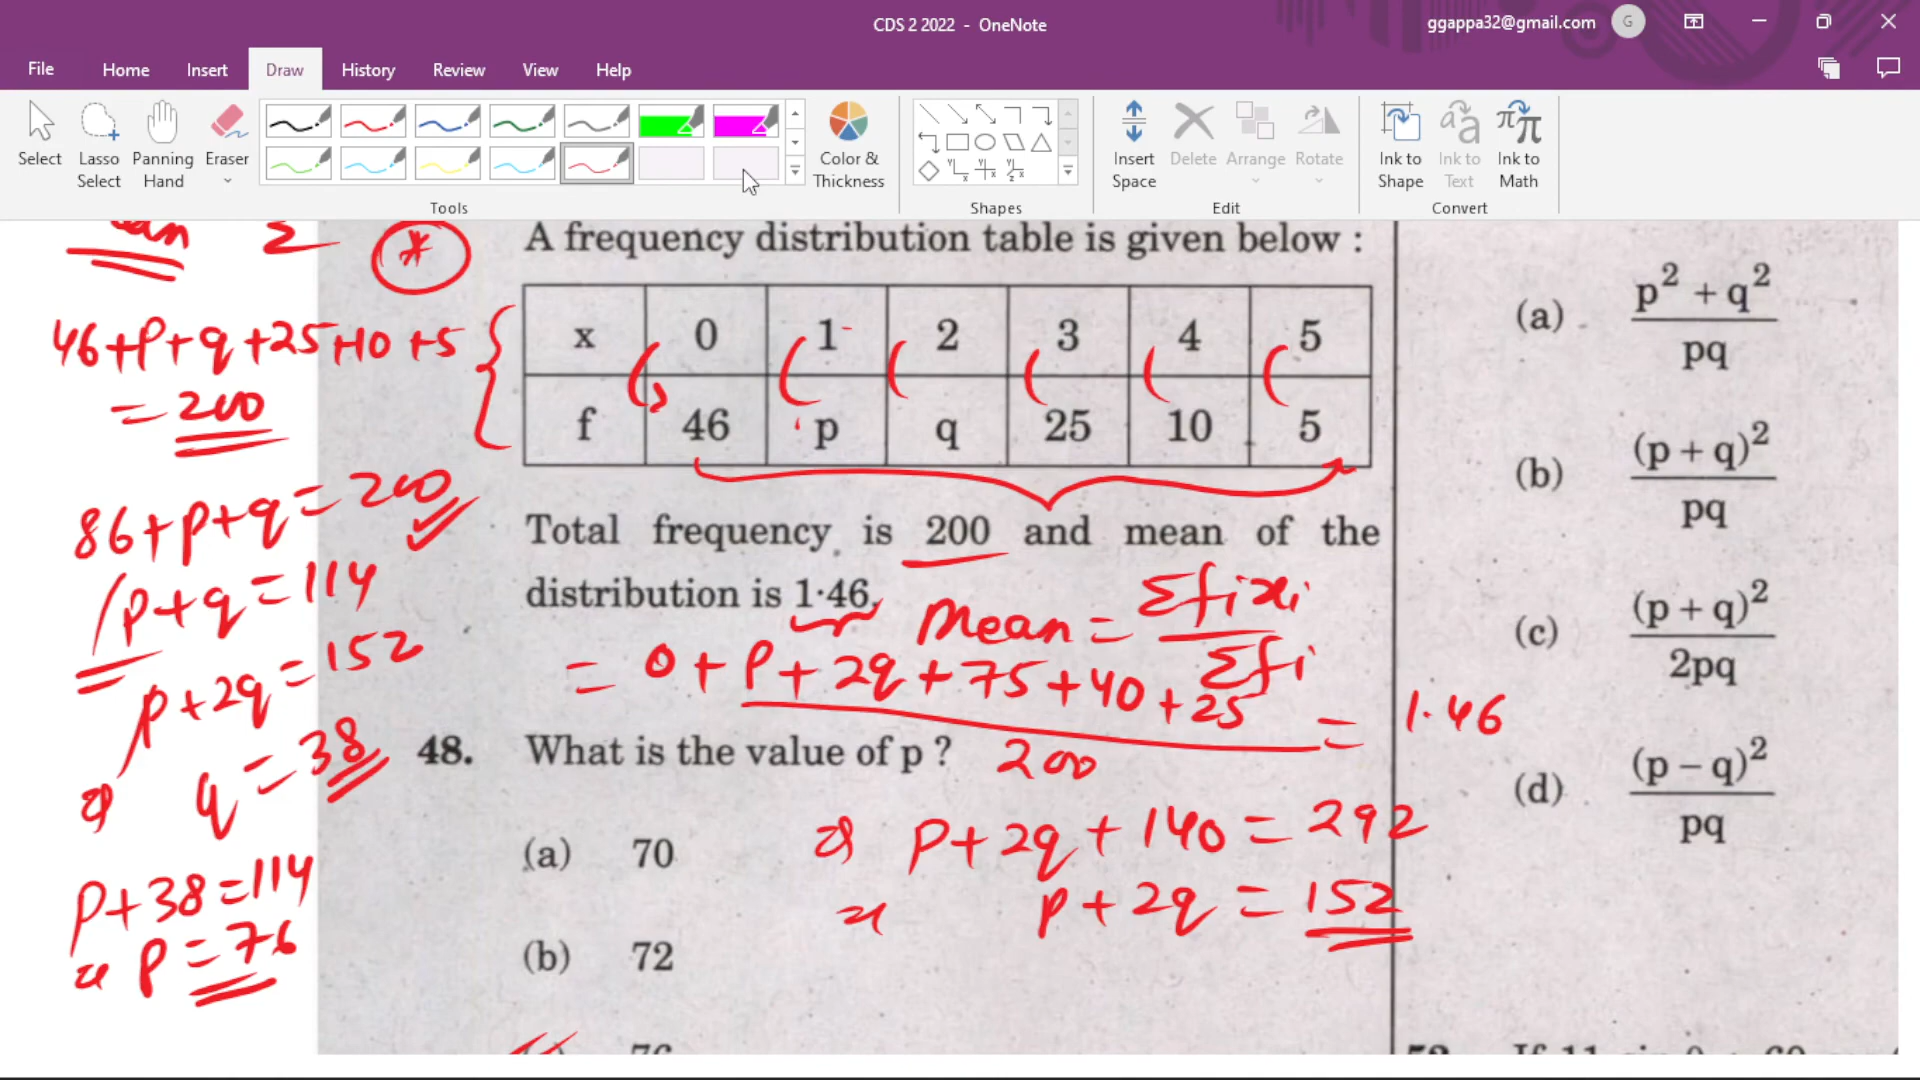 CDS 2 2022 - OneNote
ggappa32@gmail.com
G
File Home Insert Draw History Review View Help
Select
Lasso Select
Panning Hand
Eraser
Color & Thickness
Insert Space
Delete
Arrange
Rotate
Ink to Shape
Ink to Text
Ink to Math
Tools
Shapes
Edit
Convert
2
*
46+p+q+25+10+5
= 200
86+p+q=200
p+q=114
p+2q=152
q=38
p+38=114
p=76
A frequency distribution table is given below :
x 0 1 2 3 4 5
f 46 p q 25 10 5
Total frequency is 200 and mean of the
distribution is 1·46.
Mean = Σfixi
Σfi
= 0+p+2q+75+40+25 = 1.46
200
48. What is the value of p ?
p+2q+140=292
p+2q=152
(a) 70
(b) 72
76
(a) p² + q²
pq
(b) (p + q)²
pq
(c) (p + q)²
2pq
(d) (p − q)²
pq